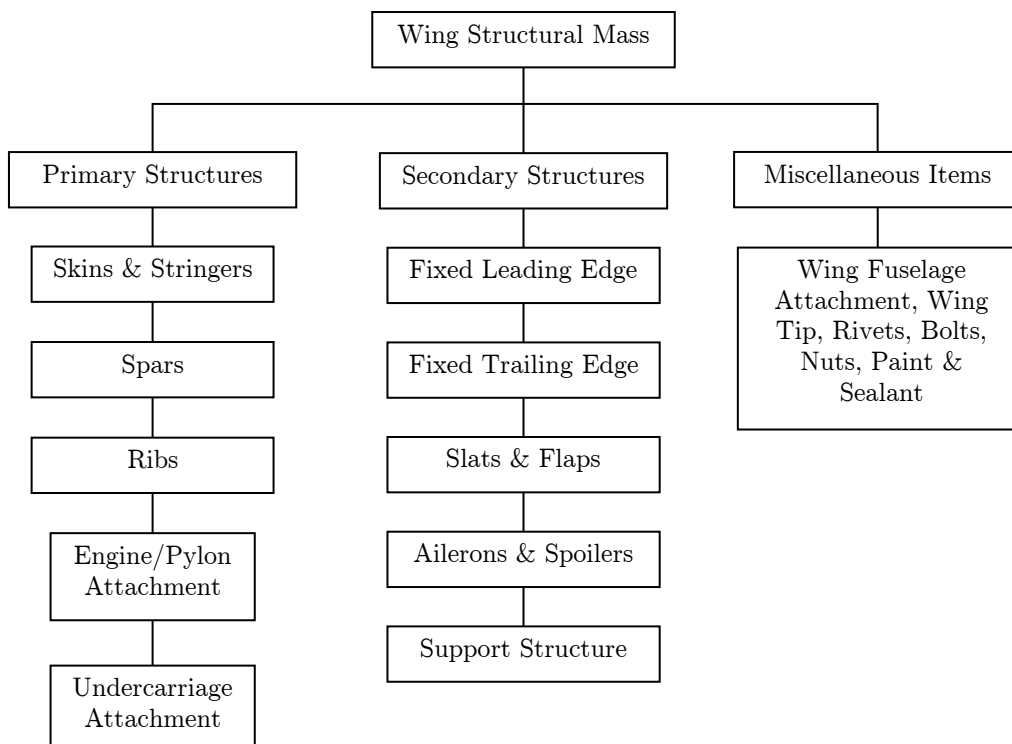 Wing Structural Mass
Primary Structures
Skins & Stringers
Spars
Ribs
Engine/Pylon
Attachment
Undercarriage
Attachment
Secondary Structures
Fixed Leading Edge
Fixed Trailing Edge
Slats & Flaps
Ailerons & Spoilers
Support Structure
Miscellaneous Items
Wing Fuselage
Attachment, Wing
Tip, Rivets, Bolts,
Nuts, Paint &
Sealant